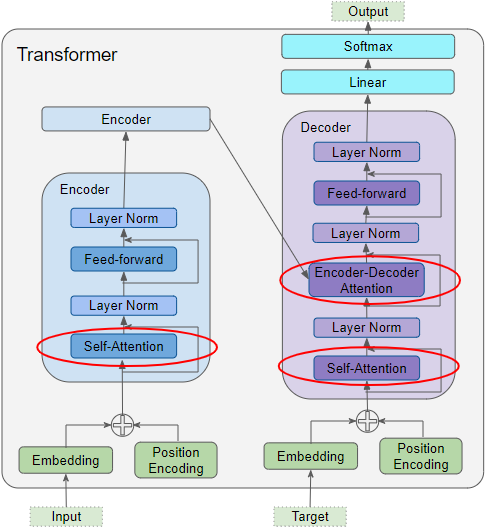 Output
Transformer
Softmax
Linear
Encoder
Encoder
Layer Norm
Feed-forward
Layer Norm
Self-Attention
Decoder
Layer Norm
Feed-forward
Layer Norm
Encoder-Decoder
Attention
Layer Norm
Self-Attention
Embedding
Position
Encoding
Embedding
Position
Encoding
Input
Target